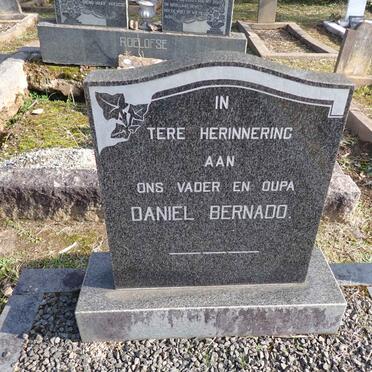 ROELOFSE
IN
TERE HERINNERING
AAN
ONS VADER EN OUPA
DANIEL BERNADO.